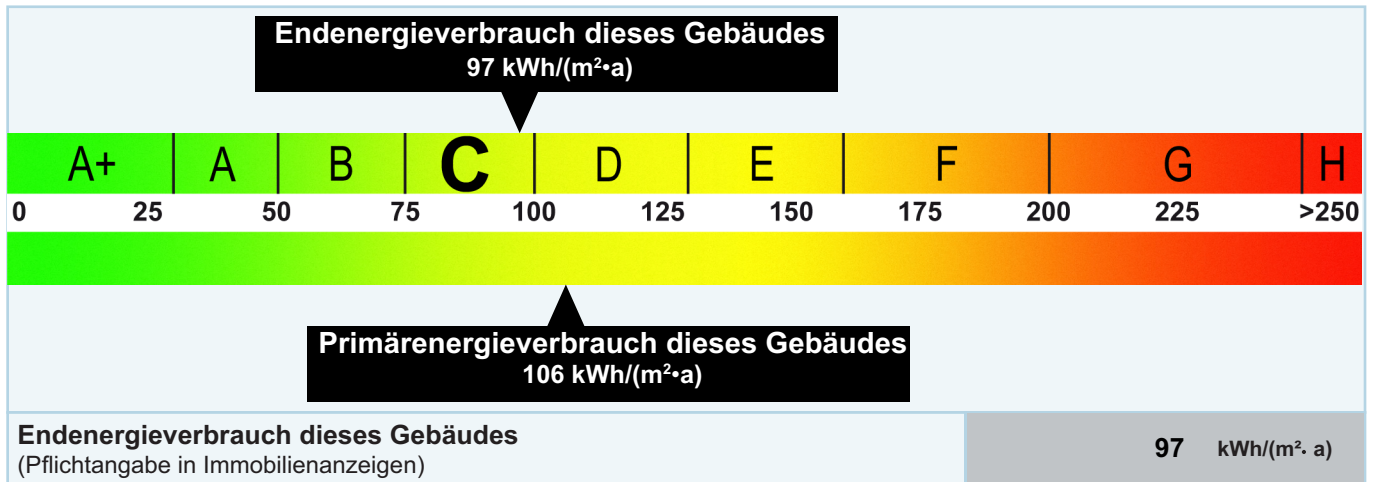 Endenergieverbrauch dieses Gebäudes
97 kWh/(m²•a)
A+ A B C D E F G H
0 25 50 75 100 125 150 175 200 225 >250
Primärenergieverbrauch dieses Gebäudes
106 kWh/(m²•a)
Endenergieverbrauch dieses Gebäudes
(Pflichtangabe in Immobilienanzeigen)
97 kWh/(m²· a)